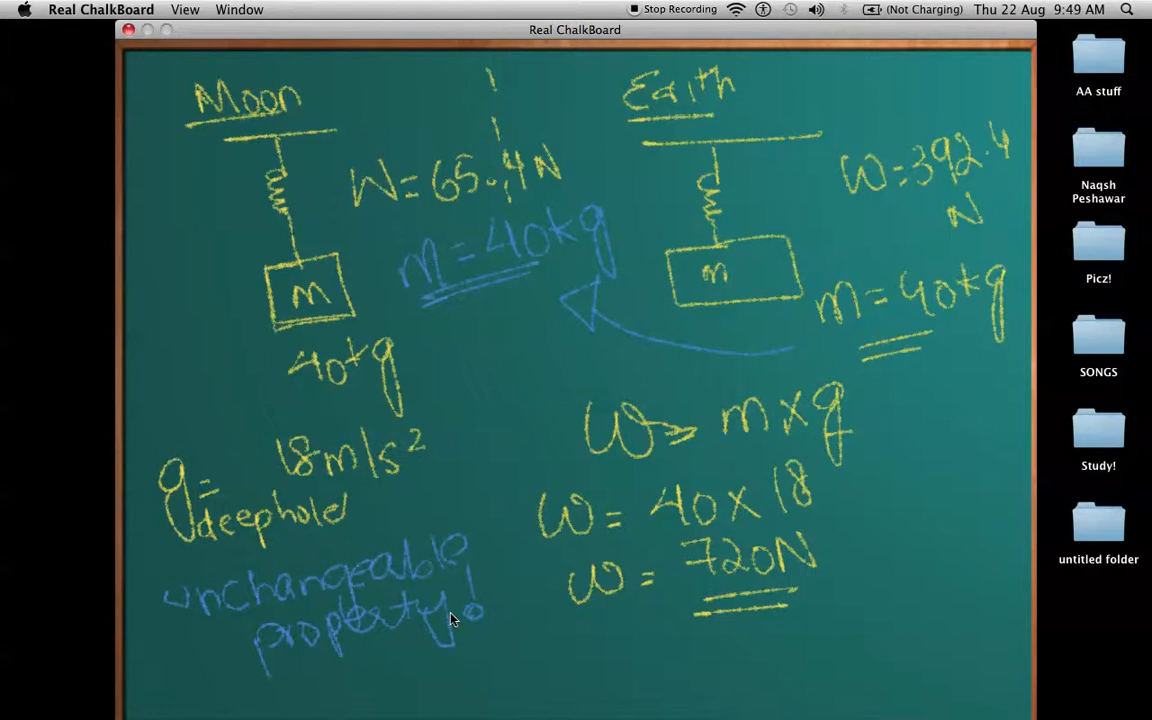 Real ChalkBoard View Window Stop Recording (Not Charging) Thu 22 Aug 9:49 AM
Real ChalkBoard
AA stuff
Naqsh
Peshawar
Picz!
SONGS
Study!
untitled folder
Moon
W=65.4N
m=40kg
m
40kg
g= 18m/s²
deephole
unchangeable
property!
Earth
W=392.4
N
m
m=40kg
W= m×g
W= 40×18
W= 720N